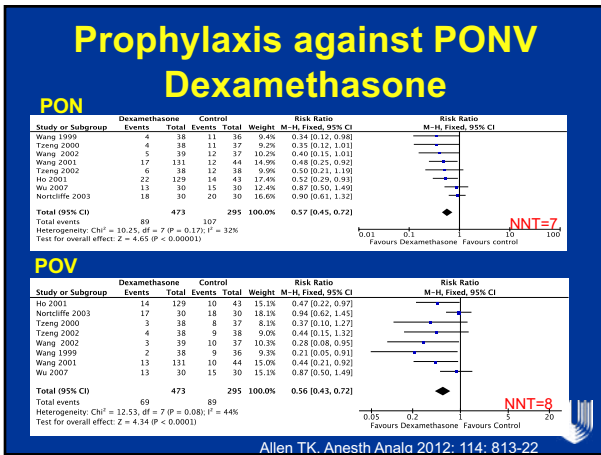 Prophylaxis against PONV
Dexamethasone
PON
Dexamethasone Control Risk Ratio Risk Ratio
Study or Subgroup Events Total Events Total Weight M-H, Fixed, 95% CI M-H, Fixed, 95% CI
Wang 1999 4 38 11 36 9.4% 0.34 [0.12, 0.98]
Tzeng 2000 4 38 11 37 9.2% 0.35 [0.12, 1.01]
Wang 2002 5 39 12 37 10.2% 0.40 [0.15, 1.01]
Wang 2001 17 131 12 44 10.7% 0.48 [0.25, 0.92]
Tzeng 2002 6 38 12 38 10.4% 0.50 [0.21, 1.19]
Ho 2001 22 129 14 43 17.4% 0.52 [0.29, 0.93]
Wu 2007 13 30 15 30 15.9% 0.87 [0.50, 1.49]
Nortcliffe 2003 18 30 20 30 16.6% 0.90 [0.61, 1.32]
Total (95% CI) 473 295 100.0% 0.57 [0.45, 0.72]
Total events 89 107
Heterogeneity: Chi² = 10.25, df = 7 (P = 0.17); I² = 32%
Test for overall effect: Z = 4.65 (P < 0.00001)
NNT=7
0.01 0.1 1 10 100
Favours Dexamethasone Favours control
POV
Dexamethasone Control Risk Ratio Risk Ratio
Study or Subgroup Events Total Events Total Weight M-H, Fixed, 95% CI M-H, Fixed, 95% CI
Ho 2001 14 129 10 43 15.1% 0.47 [0.22, 0.97]
Nortcliffe 2003 17 30 18 30 18.1% 0.94 [0.62, 1.45]
Tzeng 2000 3 38 8 37 10.3% 0.37 [0.10, 1.27]
Tzeng 2002 4 38 9 38 11.2% 0.44 [0.15, 1.32]
Wang 2002 3 39 10 37 12.5% 0.28 [0.08, 0.95]
Wang 1999 2 38 9 36 9.3% 0.21 [0.05, 0.91]
Wang 2001 13 131 10 44 10.4% 0.44 [0.21, 0.92]
Wu 2007 13 30 15 30 13.0% 0.87 [0.50, 1.49]
Total (95% CI) 473 295 100.0% 0.56 [0.43, 0.72]
Total events 69 89
Heterogeneity: Chi² = 12.53, df = 7 (P = 0.08); I² = 44%
Test for overall effect: Z = 4.34 (P < 0.0001)
NNT=8
0.05 0.2 1 5 20
Favours Dexamethasone Favours Control
Allen TK. Anesth Analg 2012; 114: 813-22